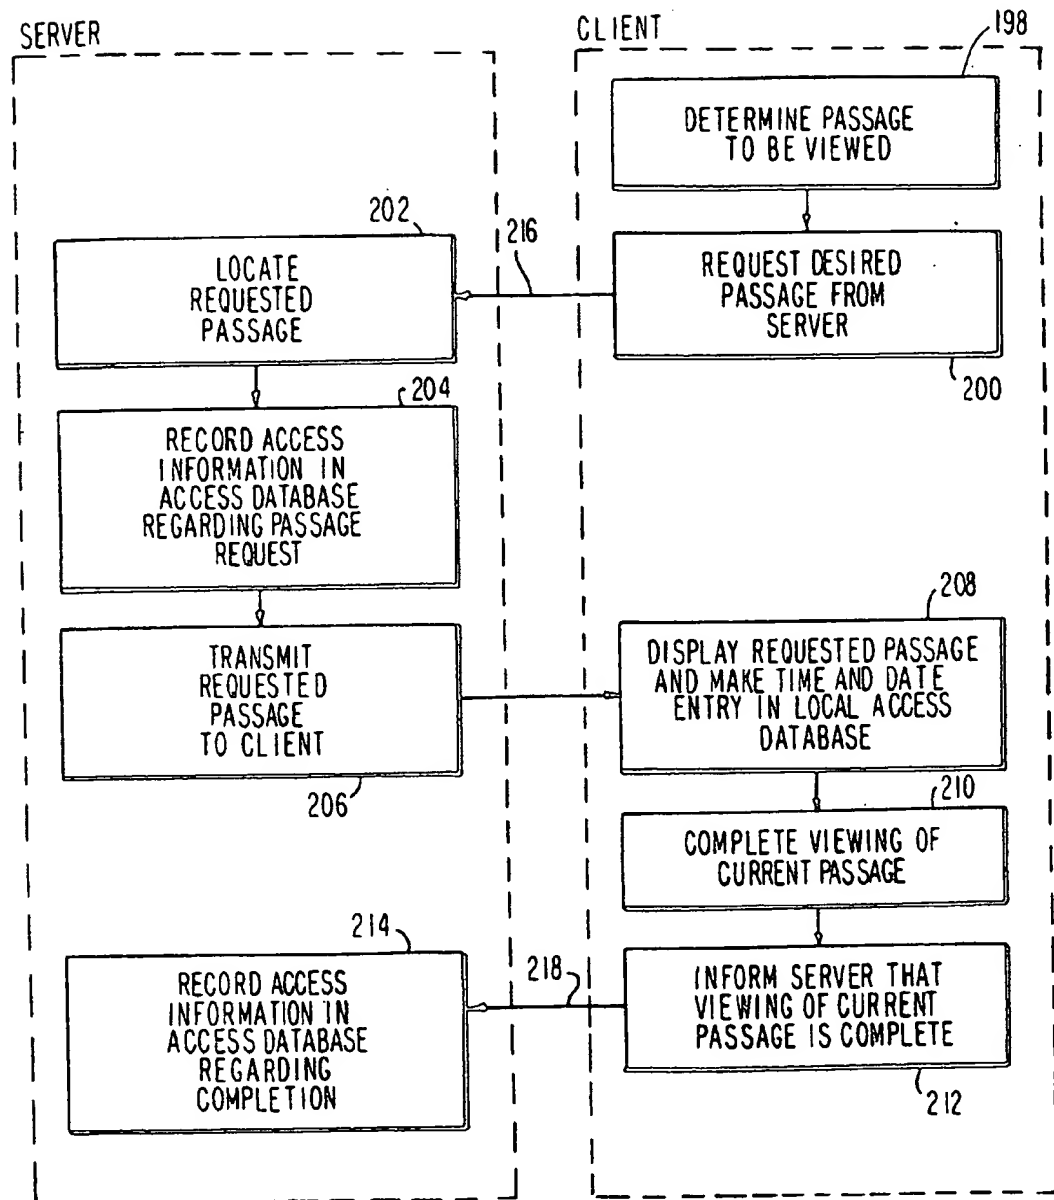 SERVER
CLIENT
198
DETERMINE PASSAGE
TO BE VIEWED
202
216
LOCATE
REQUESTED
PASSAGE
REQUEST DESIRED
PASSAGE FROM
SERVER
200
204
RECORD ACCESS
INFORMATION IN
ACCESS DATABASE
REGARDING PASSAGE
REQUEST
208
TRANSMIT
REQUESTED
PASSAGE
TO CLIENT
206
DISPLAY REQUESTED PASSAGE
AND MAKE TIME AND DATE
ENTRY IN LOCAL ACCESS
DATABASE
210
COMPLETE VIEWING OF
CURRENT PASSAGE
214
218
RECORD ACCESS
INFORMATION IN
ACCESS DATABASE
REGARDING
COMPLETION
INFORM SERVER THAT
VIEWING OF CURRENT
PASSAGE IS COMPLETE
212